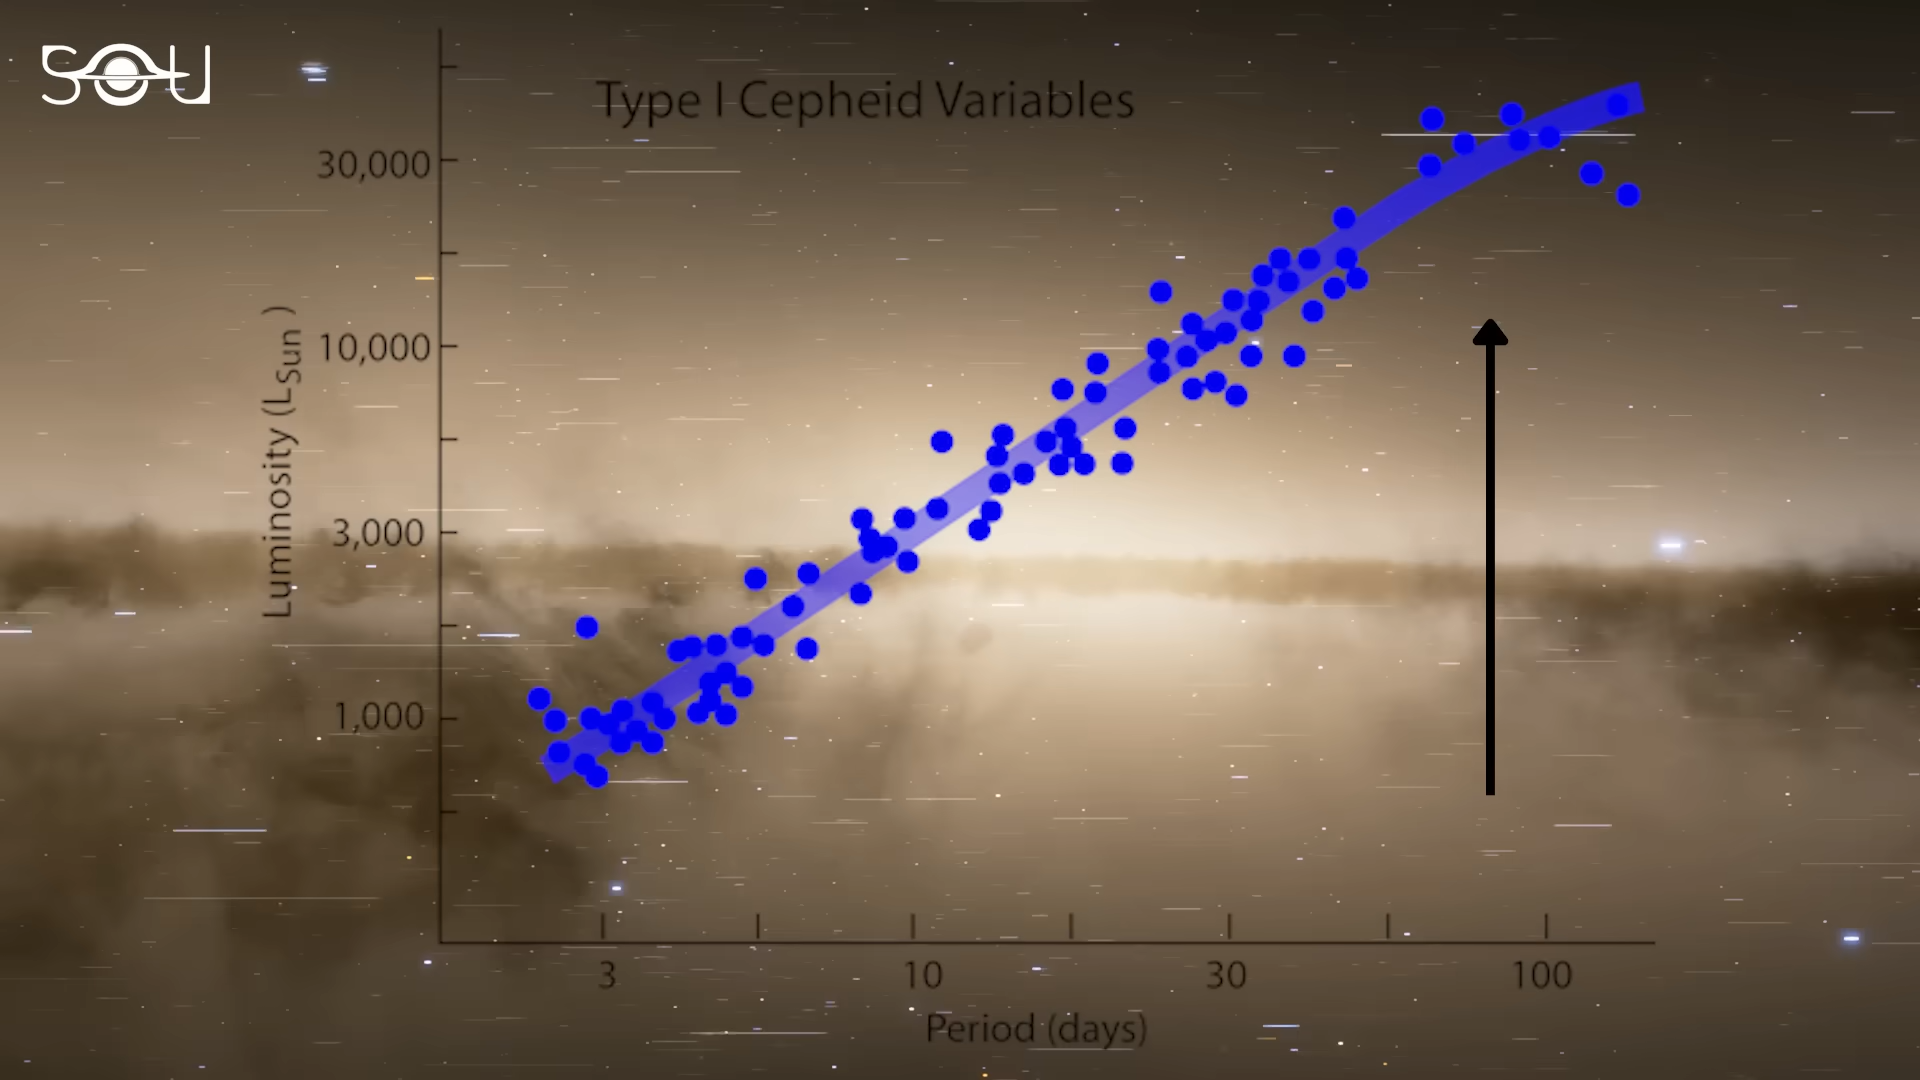 SOU
Type I Cepheid Variables
30,000
10,000
3,000
1,000
Luminosity (LSun )
3 10 30 100
Period (days)